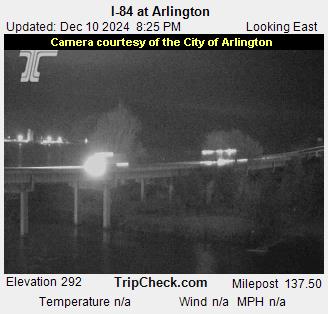 I-84 at Arlington
Updated: Dec 10 2024 8:25 PM Looking East
Camera courtesy of the City of Arlington
Elevation 292 TripCheck.com Milepost 137.50
Temperature n/a Wind n/a MPH n/a